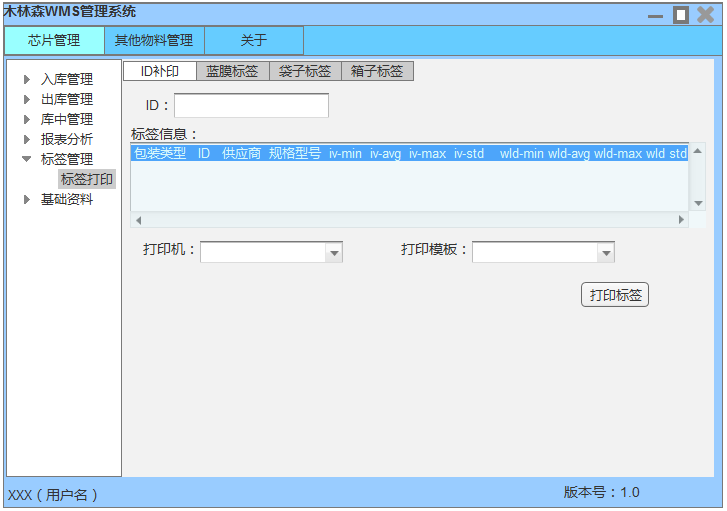 木林森WMS管理系统
芯片管理 其他物料管理 关于
入库管理
出库管理
库中管理
报表分析
标签管理
标签打印
基础资料
ID补印 蓝膜标签 袋子标签 箱子标签
ID：
标签信息：
包装类型 ID 供应商 规格型号 iv-min iv-avg iv-max iv-std wld-min wld-avg wld-max wld std
打印机： 打印模板：
打印标签
XXX（用户名） 版本号：1.0